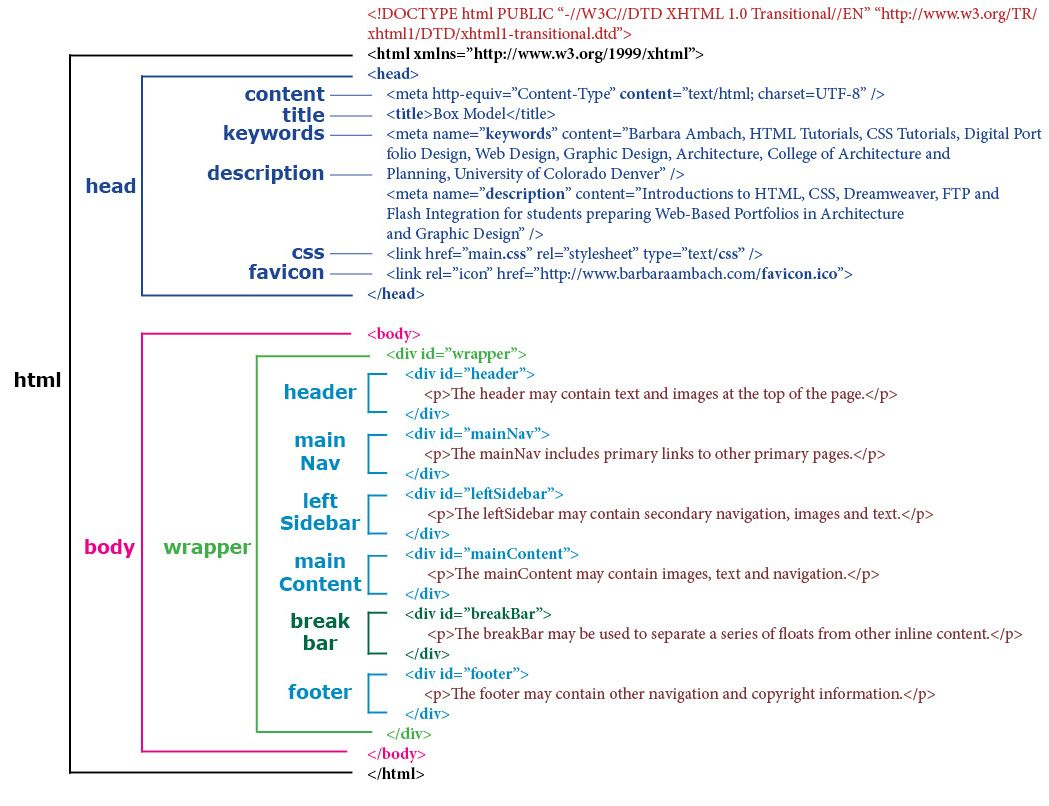 <!DOCTYPE html PUBLIC “-//W3C//DTD XHTML 1.0 Transitional//EN” “http://www.w3.org/TR/
xhtml1/DTD/xhtml1-transitional.dtd”>
<html xmlns=”http://www.w3.org/1999/xhtml”>
<head>
content <meta http-equiv=”Content-Type” content=”text/html; charset=UTF-8” />
title <title>Box Model</title>
keywords <meta name=”keywords” content=”Barbara Ambach, HTML Tutorials, CSS Tutorials, Digital Port
folio Design, Web Design, Graphic Design, Architecture, College of Architecture and
description Planning, University of Colorado Denver” />
head <meta name=”description” content=”Introductions to HTML, CSS, Dreamweaver, FTP and
Flash Integration for students preparing Web-Based Portfolios in Architecture
and Graphic Design” />
css <link href=”main.css” rel=”stylesheet” type=”text/css” />
favicon <link rel=”icon” href=”http://www.barbaraambach.com/favicon.ico”>
</head>
<body>
<div id=”wrapper”>
html <div id=”header”>
header <p>The header may contain text and images at the top of the page.</p>
</div>
main <div id=”mainNav”>
Nav <p>The mainNav includes primary links to other primary pages.</p>
</div>
left <div id=”leftSidebar”>
Sidebar <p>The leftSidebar may contain secondary navigation, images and text.</p>
</div>
body wrapper <div id=”mainContent”>
main <p>The mainContent may contain images, text and navigation.</p>
Content </div>
break <div id=”breakBar”>
bar <p>The breakBar may be used to separate a series of floats from other inline content.</p>
</div>
<div id=”footer”>
footer <p>The footer may contain other navigation and copyright information.</p>
</div>
</div>
</body>
</html>